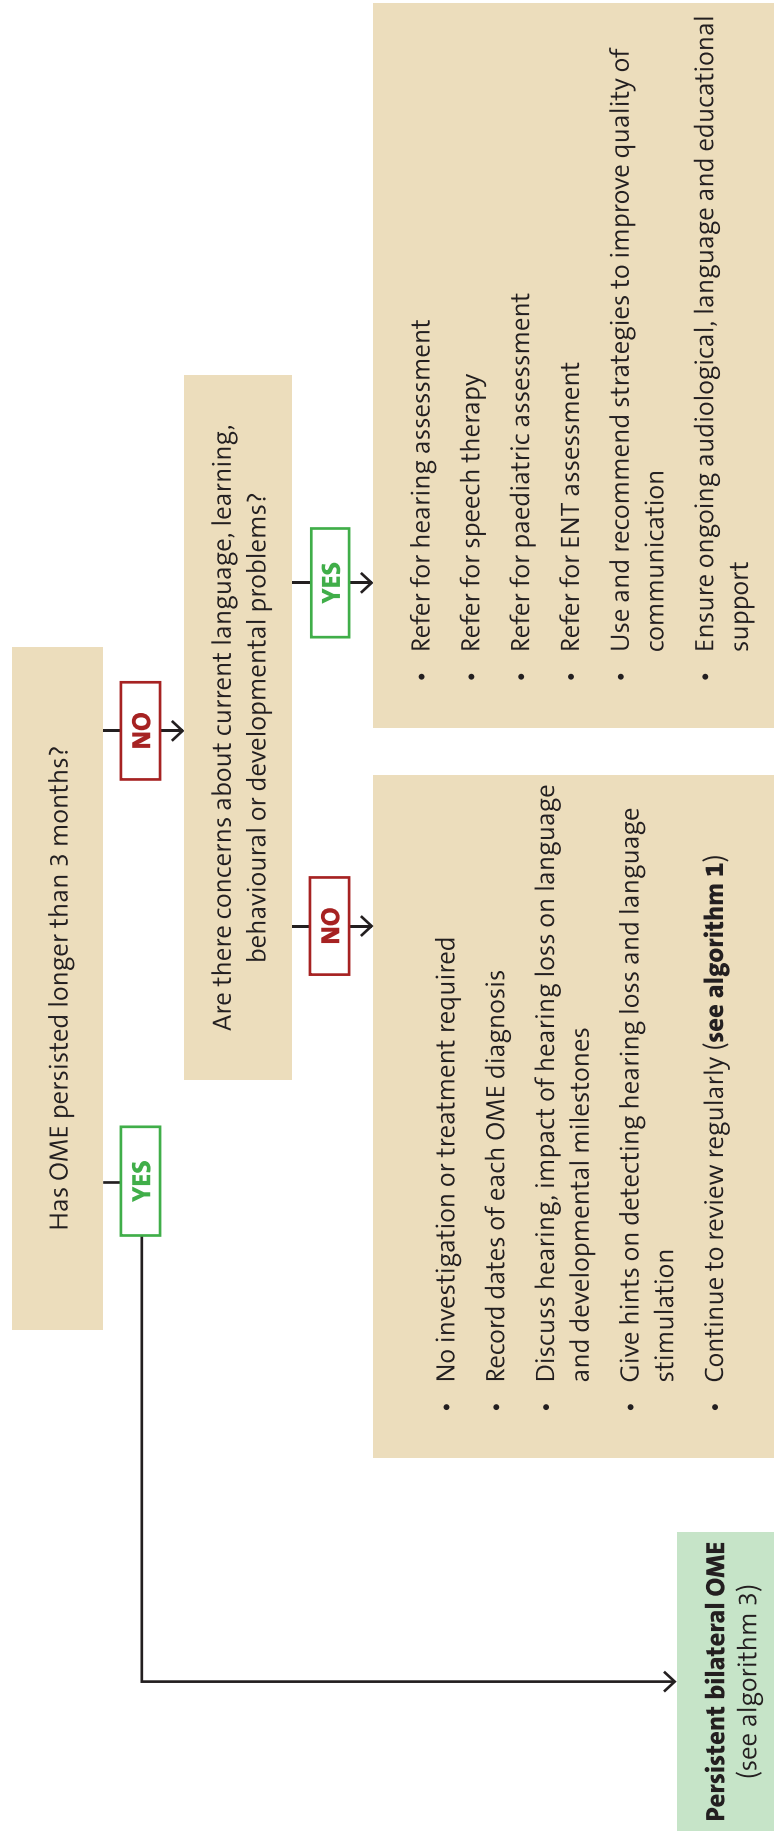 Has OME persisted longer than 3 months?
YES
NO
Are there concerns about current language, learning,
behavioural or developmental problems?
NO
YES
• No investigation or treatment required
• Record dates of each OME diagnosis
• Discuss hearing, impact of hearing loss on language
and developmental milestones
• Give hints on detecting hearing loss and language
stimulation
• Continue to review regularly (see algorithm 1)
• Refer for hearing assessment
• Refer for speech therapy
• Refer for paediatric assessment
• Refer for ENT assessment
• Use and recommend strategies to improve quality of
communication
• Ensure ongoing audiological, language and educational
support
Persistent bilateral OME
(see algorithm 3)